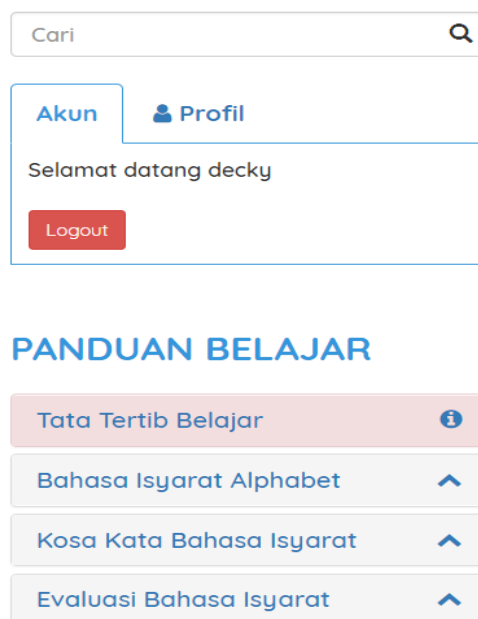 Cari
Akun Profil
Selamat datang decky
Logout
PANDUAN BELAJAR
Tata Tertib Belajar
Bahasa Isyarat Alphabet
Kosa Kata Bahasa Isyarat
Evaluasi Bahasa Isyarat